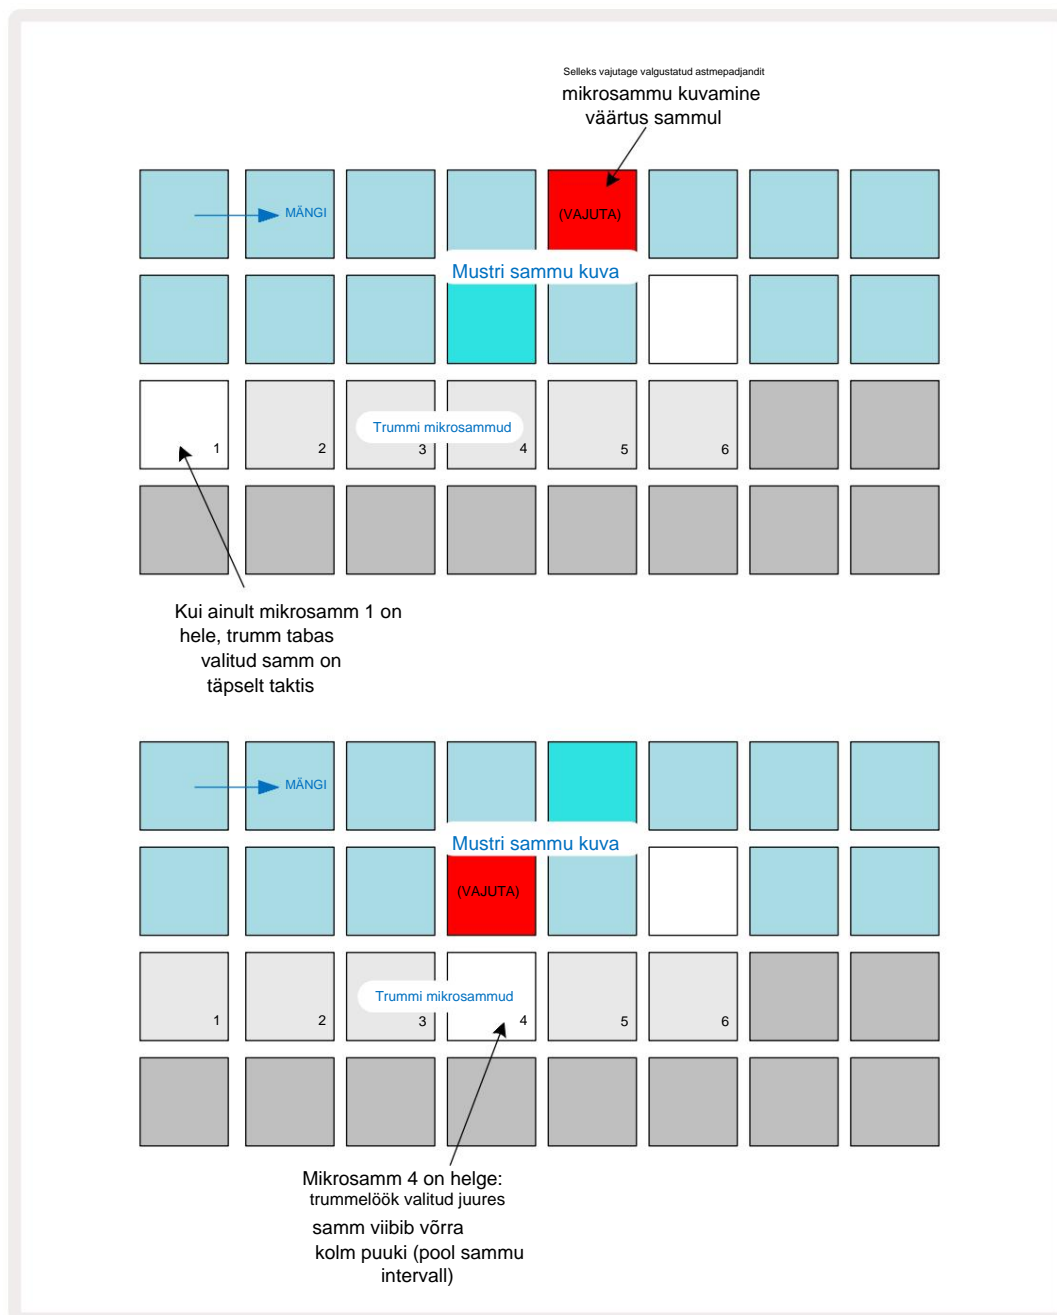 Selleks vajutage valgustatud astmepadjandit
mikrosammu kuvamine
väärtus sammul
MÄNGI
(VAJUTA)
Mustri sammu kuva
Trummi mikrosammud
1 2 3 4 5 6
Kui ainult mikrosamm 1 on
hele, trumm tabas
valitud samm on
täpselt taktis
MÄNGI
Mustri sammu kuva
(VAJUTA)
Trummi mikrosammud
1 2 3 4 5 6
Mikrosamm 4 on helge:
trummelöök valitud juures
samm viibib võrra
kolm puuki (pool sammu
intervall)